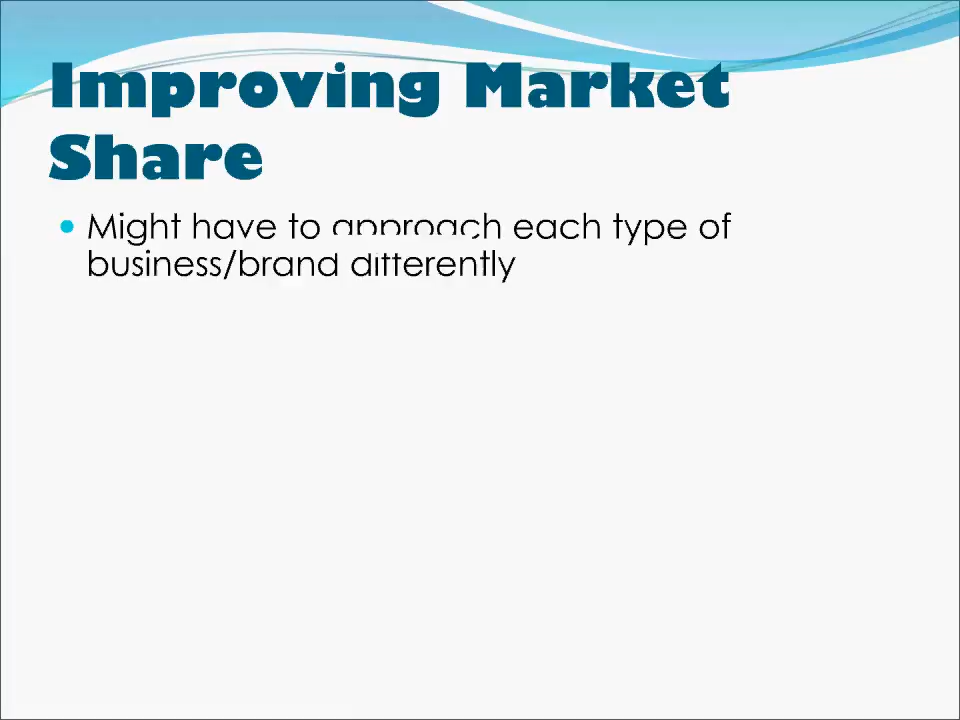 Improving Market
Share
Might have to approach each type of
business/brand differently